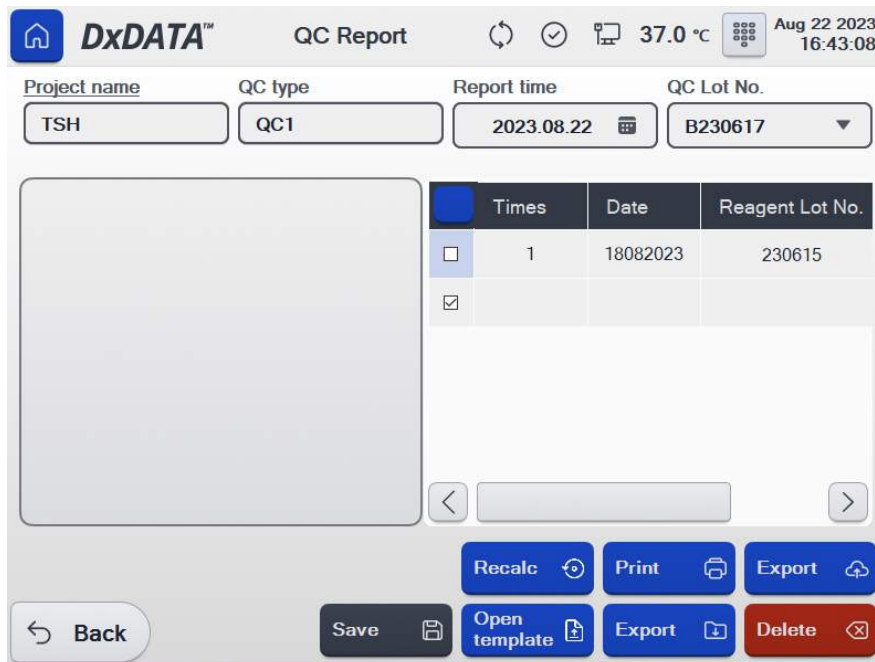 DxDATA™ QC Report 37.0 °C Aug 22 2023
16:43:08
Project name QC type Report time QC Lot No.
TSH QC1 2023.08.22 B230617
Times Date Reagent Lot No.
1 18082023 230615
Recalc Print Export
Back Save Open template Export Delete